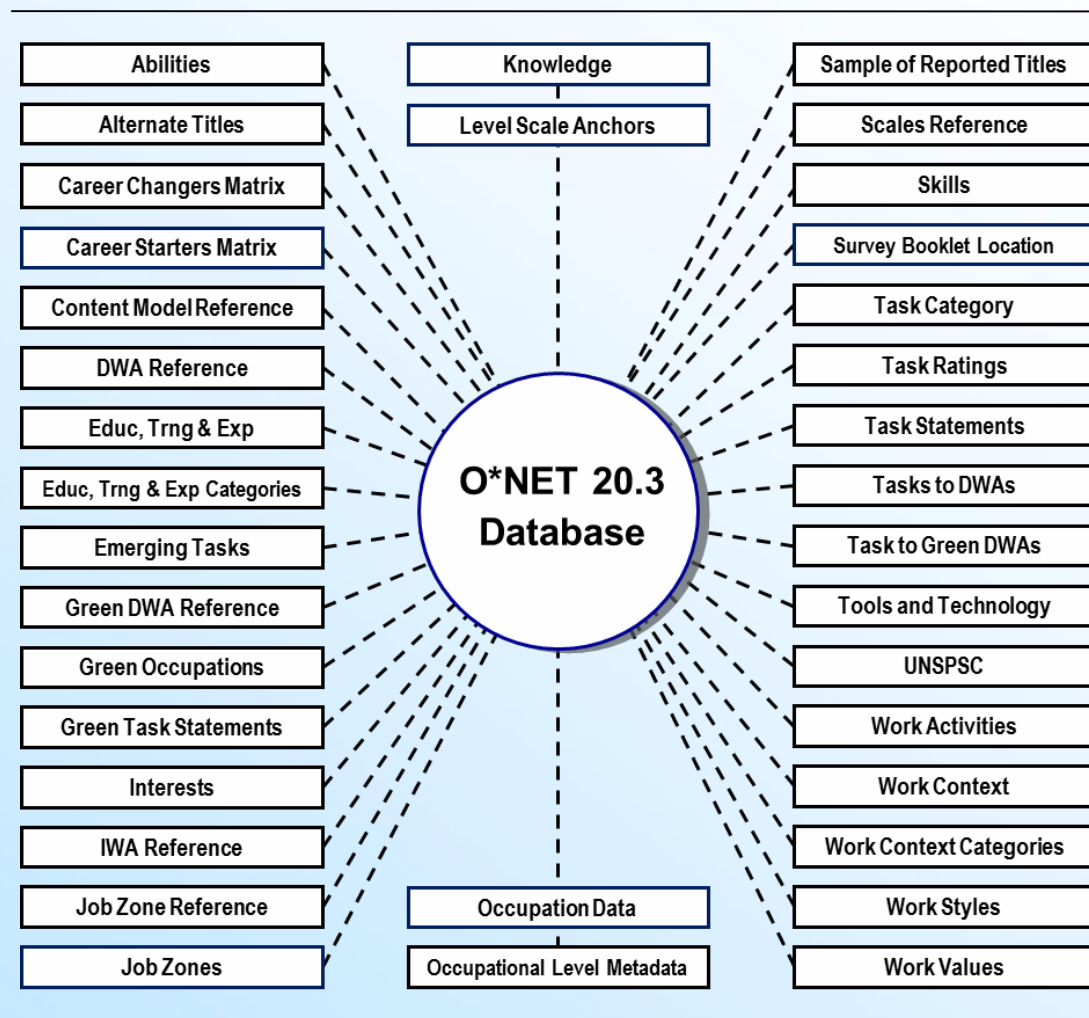 Abilities
Alternate Titles
Career Changers Matrix
Career Starters Matrix
Content Model Reference
DWA Reference
Educ, Trng & Exp
Educ, Trng & Exp Categories
Emerging Tasks
Green DWA Reference
Green Occupations
Green Task Statements
Interests
IWA Reference
Job Zone Reference
Job Zones
Knowledge
Level Scale Anchors
O*NET 20.3
Database
Occupation Data
Occupational Level Metadata
Sample of Reported Titles
Scales Reference
Skills
Survey Booklet Location
Task Category
Task Ratings
Task Statements
Tasks to DWAs
Task to Green DWAs
Tools and Technology
UNSPSC
Work Activities
Work Context
Work Context Categories
Work Styles
Work Values